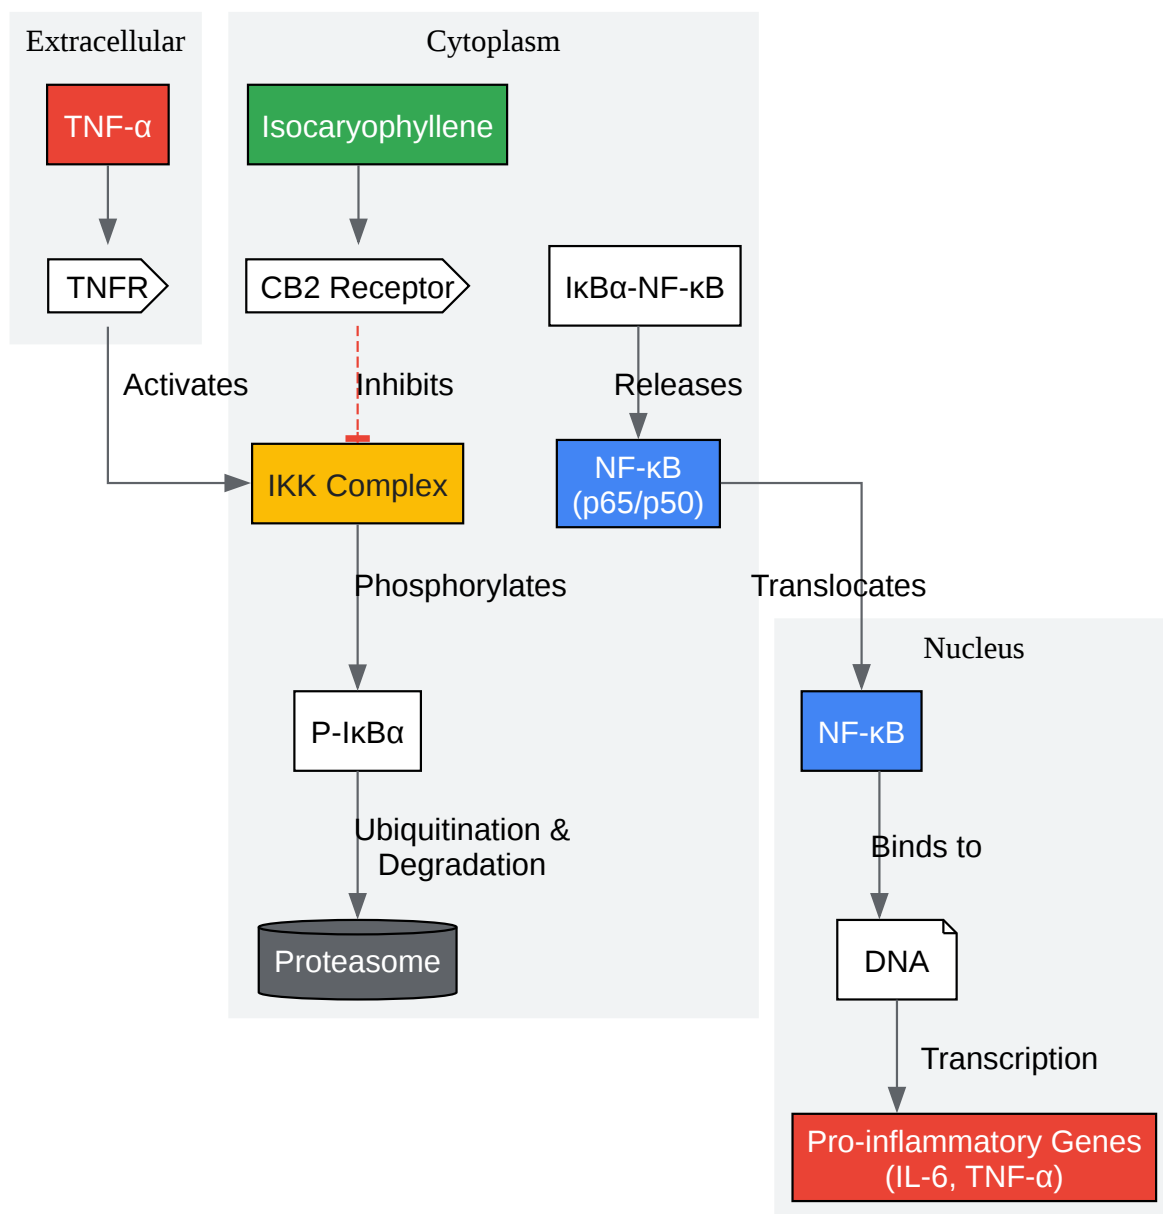 Extracellular
Cytoplasm
TNF-α
Isocaryophyllene
TNFR
CB2 Receptor
IκBα-NF-κB
Activates
Inhibits
Releases
IKK Complex
NF-κB
(p65/p50)
Phosphorylates
Translocates
Nucleus
P-IκBα
NF-κB
Ubiquitination &
Degradation
Binds to
Proteasome
DNA
Transcription
Pro-inflammatory Genes
(IL-6, TNF-α)